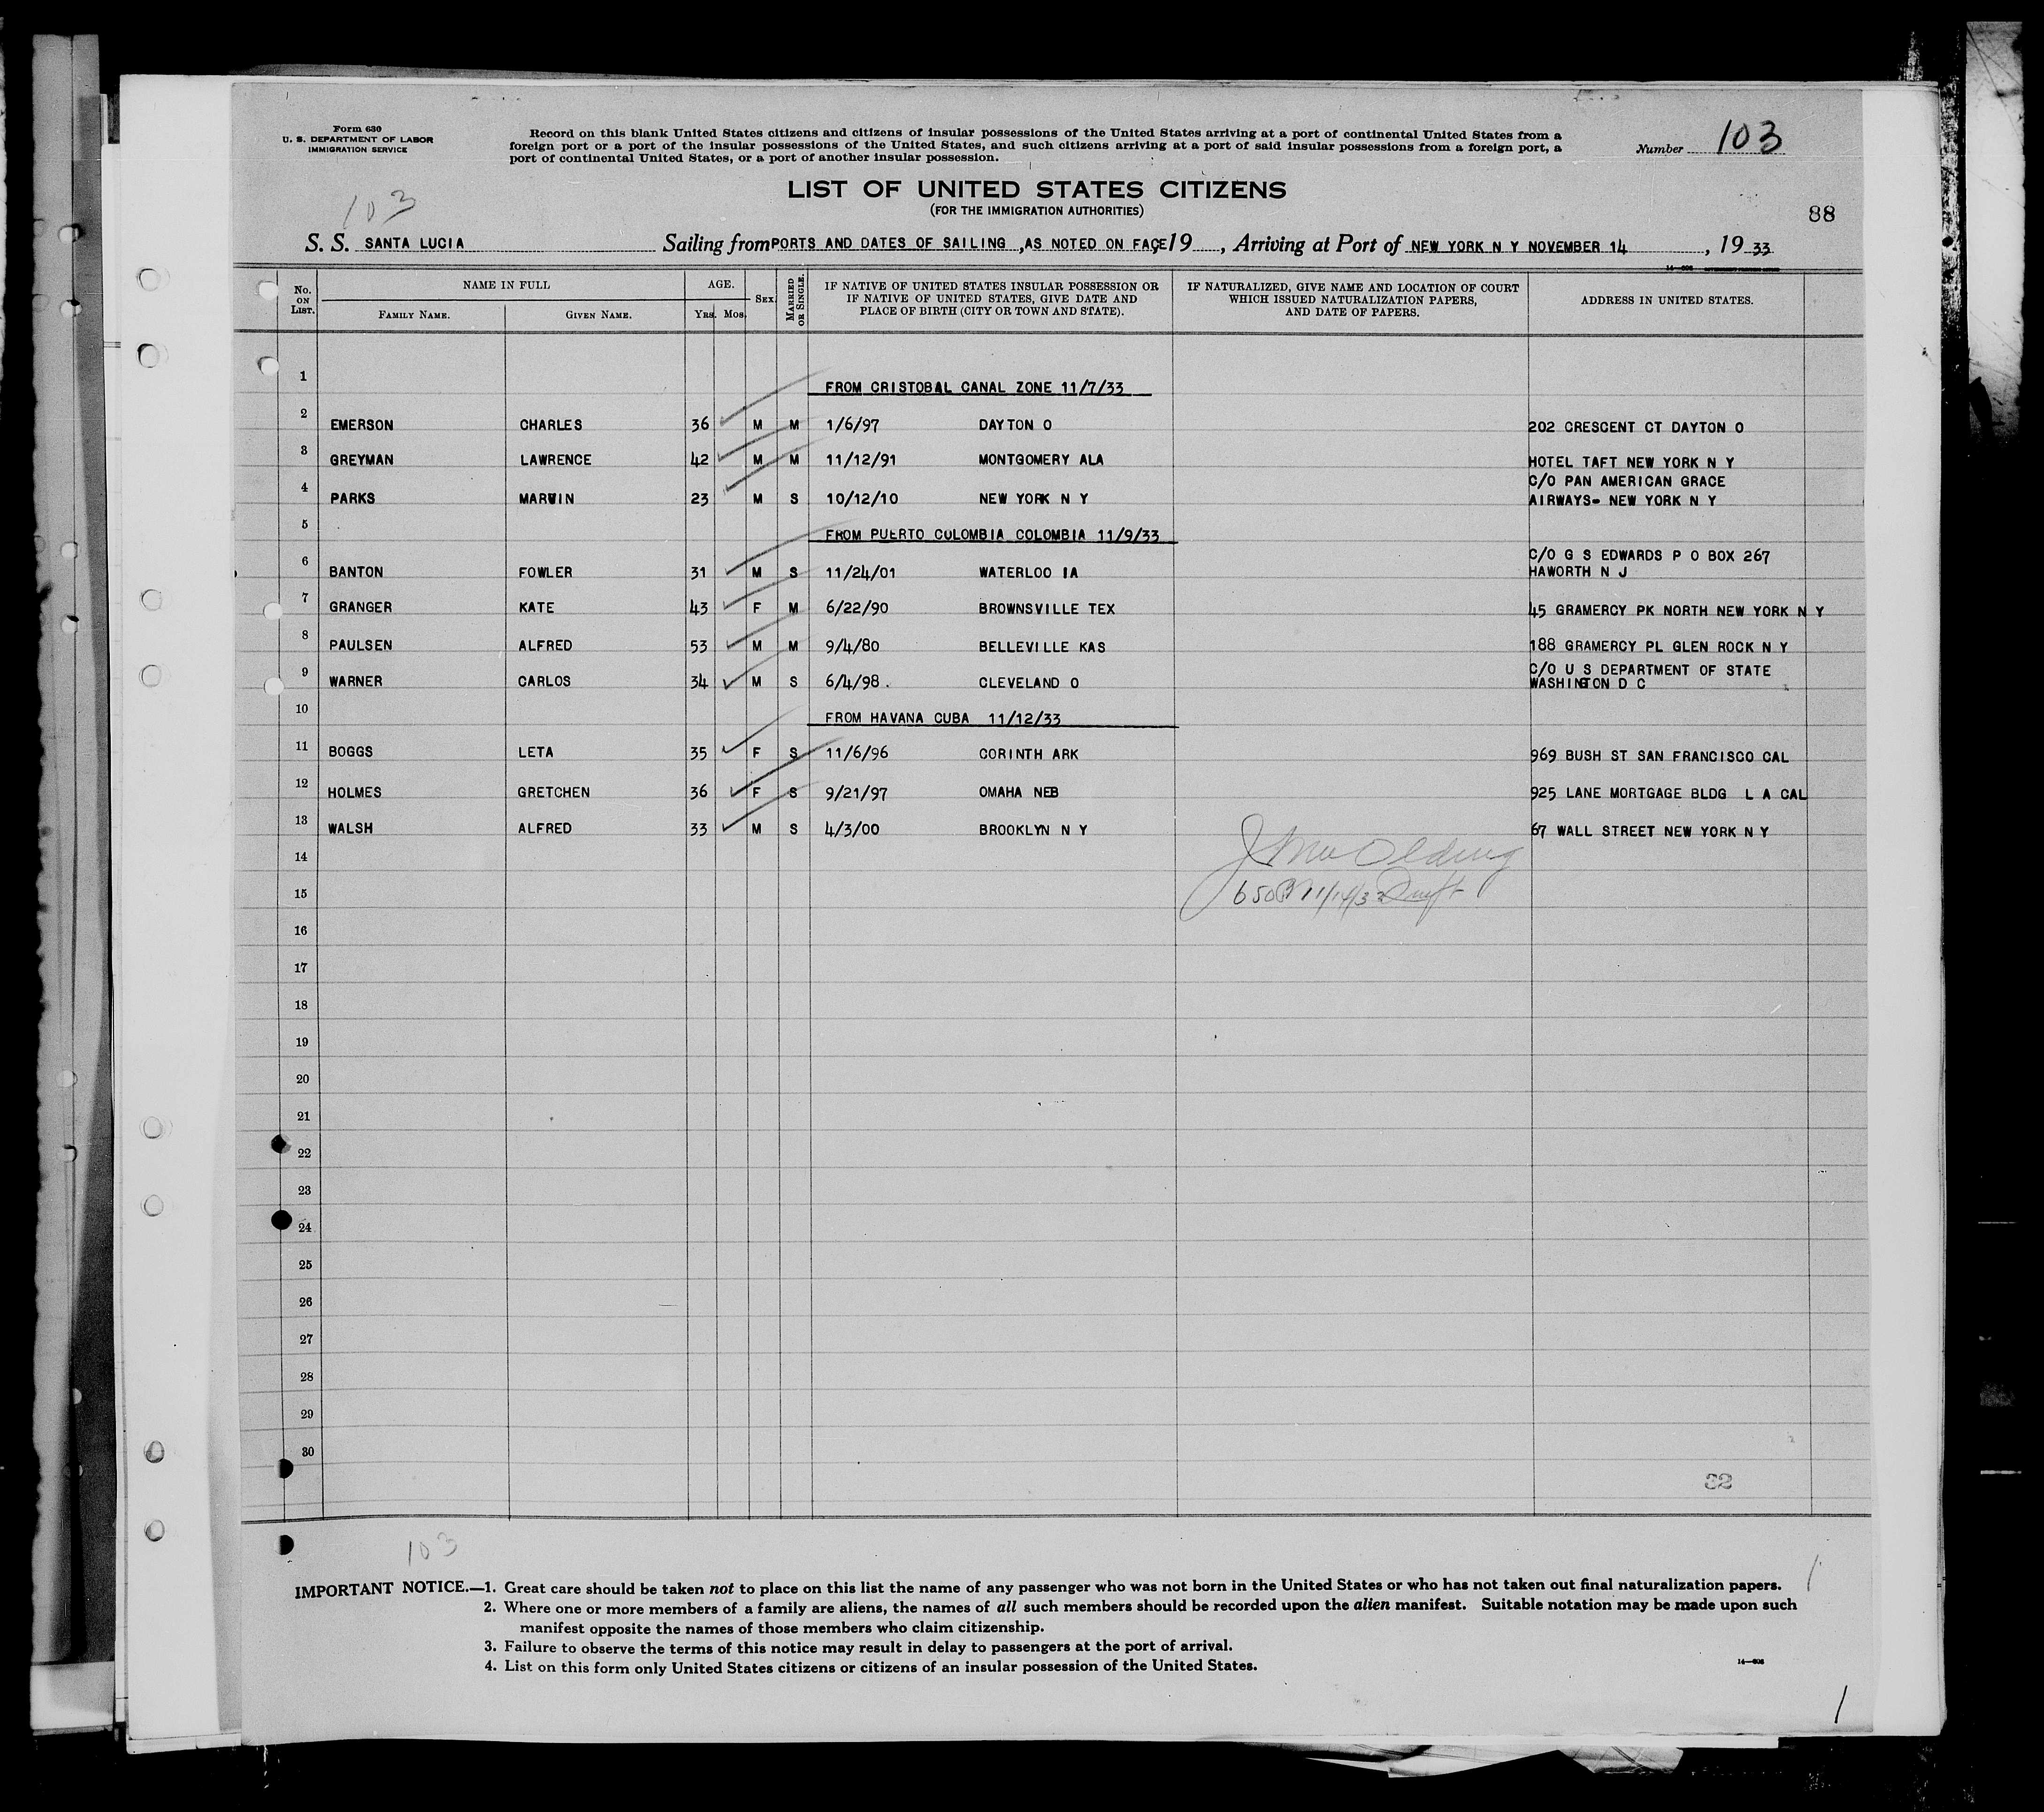 Form 630
U. S. DEPARTMENT OF LABOR
IMMIGRATION SERVICE
Record on this blank United States citizens and citizens of insular possessions of the United States arriving at a port of continental United States from a
foreign port or a port of the insular possessions of the United States, and such citizens arriving at a port of said insular possessions from a foreign port, a
port of continental United States, or a port of another insular possession.
Number 103
LIST OF UNITED STATES CITIZENS
(FOR THE IMMIGRATION AUTHORITIES)
103
88
S. S. SANTA LUCIA Sailing from PORTS AND DATES OF SAILING ,AS NOTED ON FACE 19 , Arriving at Port of NEW YORK N Y NOVEMBER 14 , 19 33
No. ON LIST. NAME IN FULL FAMILY NAME. GIVEN NAME. AGE. Yrs. Mos. SEX MARRIED OR SINGLE. IF NATIVE OF UNITED STATES INSULAR POSSESSION OR IF NATIVE OF UNITED STATES, GIVE DATE AND PLACE OF BIRTH (CITY OR TOWN AND STATE). IF NATURALIZED, GIVE NAME AND LOCATION OF COURT WHICH ISSUED NATURALIZATION PAPERS, AND DATE OF PAPERS. ADDRESS IN UNITED STATES.
1 FROM CRISTOBAL CANAL ZONE 11/7/33
2 EMERSON CHARLES 36 M M 1/6/97 DAYTON O 202 CRESCENT CT DAYTON O
3 GREYMAN LAWRENCE 42 M M 11/12/91 MONTGOMERY ALA HOTEL TAFT NEW YORK N Y
4 PARKS MARVIN 23 M S 10/12/10 NEW YORK N Y C/O PAN AMERICAN GRACE
AIRWAYS- NEW YORK N Y
5 FROM PUERTO COLOMBIA COLOMBIA 11/9/33
6 BANTON FOWLER 31 M S 11/24/01 WATERLOO IA C/O G S EDWARDS P O BOX 267
HAWORTH N J
7 GRANGER KATE 43 F M 6/22/90 BROWNSVILLE TEX 45 GRAMERCY PK NORTH NEW YORK N Y
8 PAULSEN ALFRED 53 M M 9/4/80 BELLEVILLE KAS 188 GRAMERCY PL GLEN ROCK N Y
9 WARNER CARLOS 34 M S 6/4/98. CLEVELAND O C/O U S DEPARTMENT OF STATE
WASHINGTON D C
10 FROM HAVANA CUBA 11/12/33
11 BOGGS LETA 35 F S 11/6/96 CORINTH ARK 969 BUSH ST SAN FRANCISCO CAL
12 HOLMES GRETCHEN 36 F S 9/21/97 OMAHA NEB 925 LANE MORTGAGE BLDG L A CAL
13 WALSH ALFRED 33 M S 4/3/00 BROOKLYN N Y 67 WALL STREET NEW YORK N Y
14
15
16
17
18
19
20
21
22
23
24
25
26
27
28
29
30
32
103
IMPORTANT NOTICE.—1. Great care should be taken not to place on this list the name of any passenger who was not born in the United States or who has not taken out final naturalization papers.
2. Where one or more members of a family are aliens, the names of all such members should be recorded upon the alien manifest. Suitable notation may be made upon such
manifest opposite the names of those members who claim citizenship.
3. Failure to observe the terms of this notice may result in delay to passengers at the port of arrival.
4. List on this form only United States citizens or citizens of an insular possession of the United States.